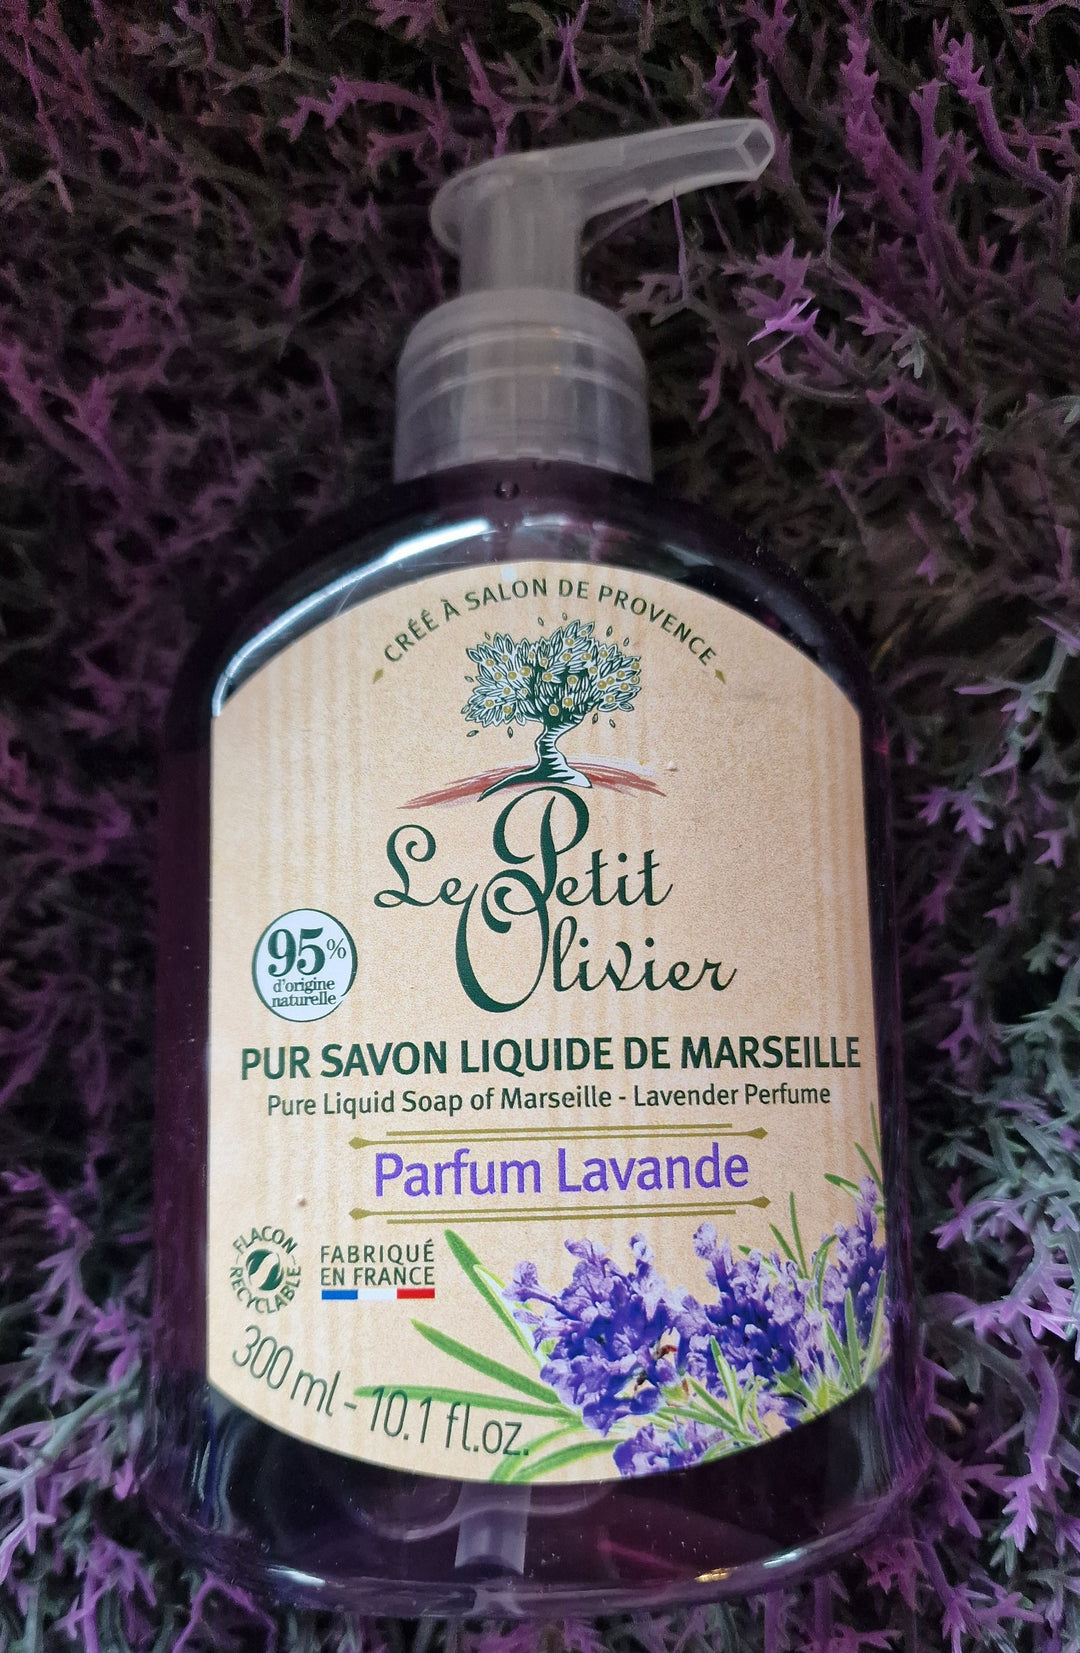 CRÉÉ À SALON DE PROVENCE
Le Petit
Olivier
95%
d'origine
naturelle
PUR SAVON LIQUIDE DE MARSEILLE
Pure Liquid Soap of Marseille - Lavender Perfume
Parfum Lavande
FLACON
RECYCLABLE
FABRIQUÉ
EN FRANCE
300 ml - 10.1 fl.oz.